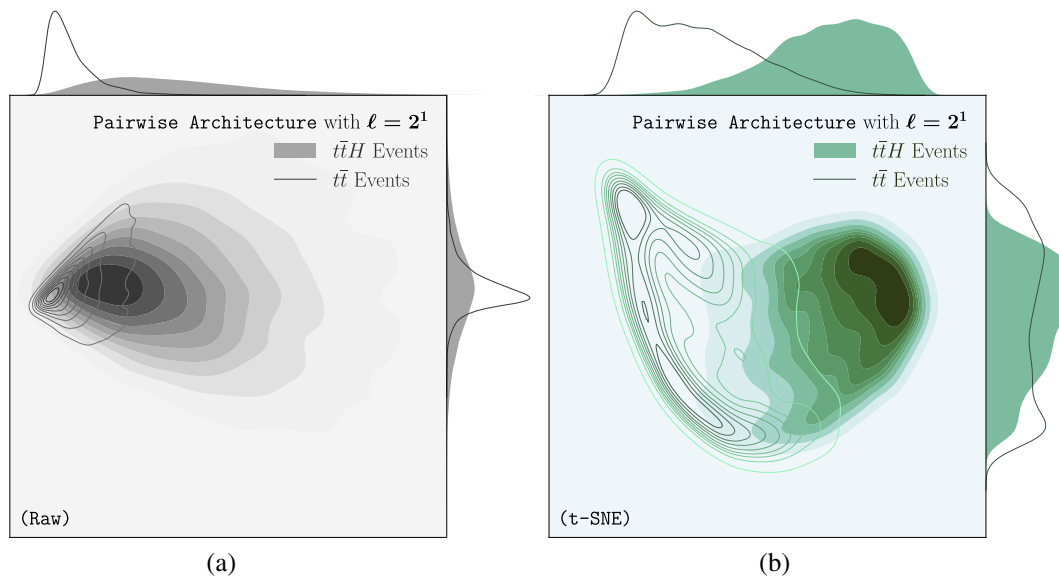 Pairwise Architecture with ℓ = 2¹
tt̄H Events
tt̄ Events
(Raw)
(a)
Pairwise Architecture with ℓ = 2¹
tt̄H Events
tt̄ Events
(t-SNE)
(b)